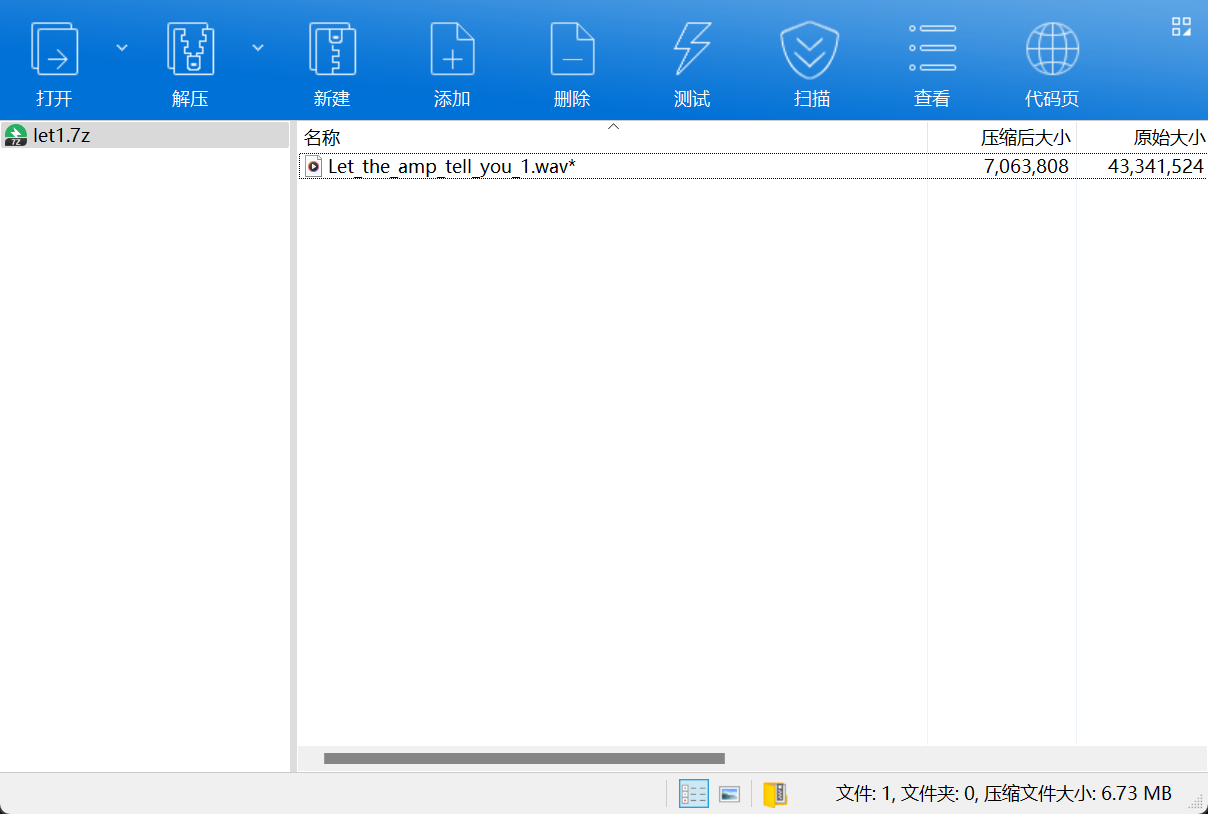 打开 解压 新建 添加 删除 测试 扫描 查看 代码页
let1.7z
名称 压缩后大小 原始大小
Let_the_amp_tell_you_1.wav* 7,063,808 43,341,524
文件: 1, 文件夹: 0, 压缩文件大小: 6.73 MB